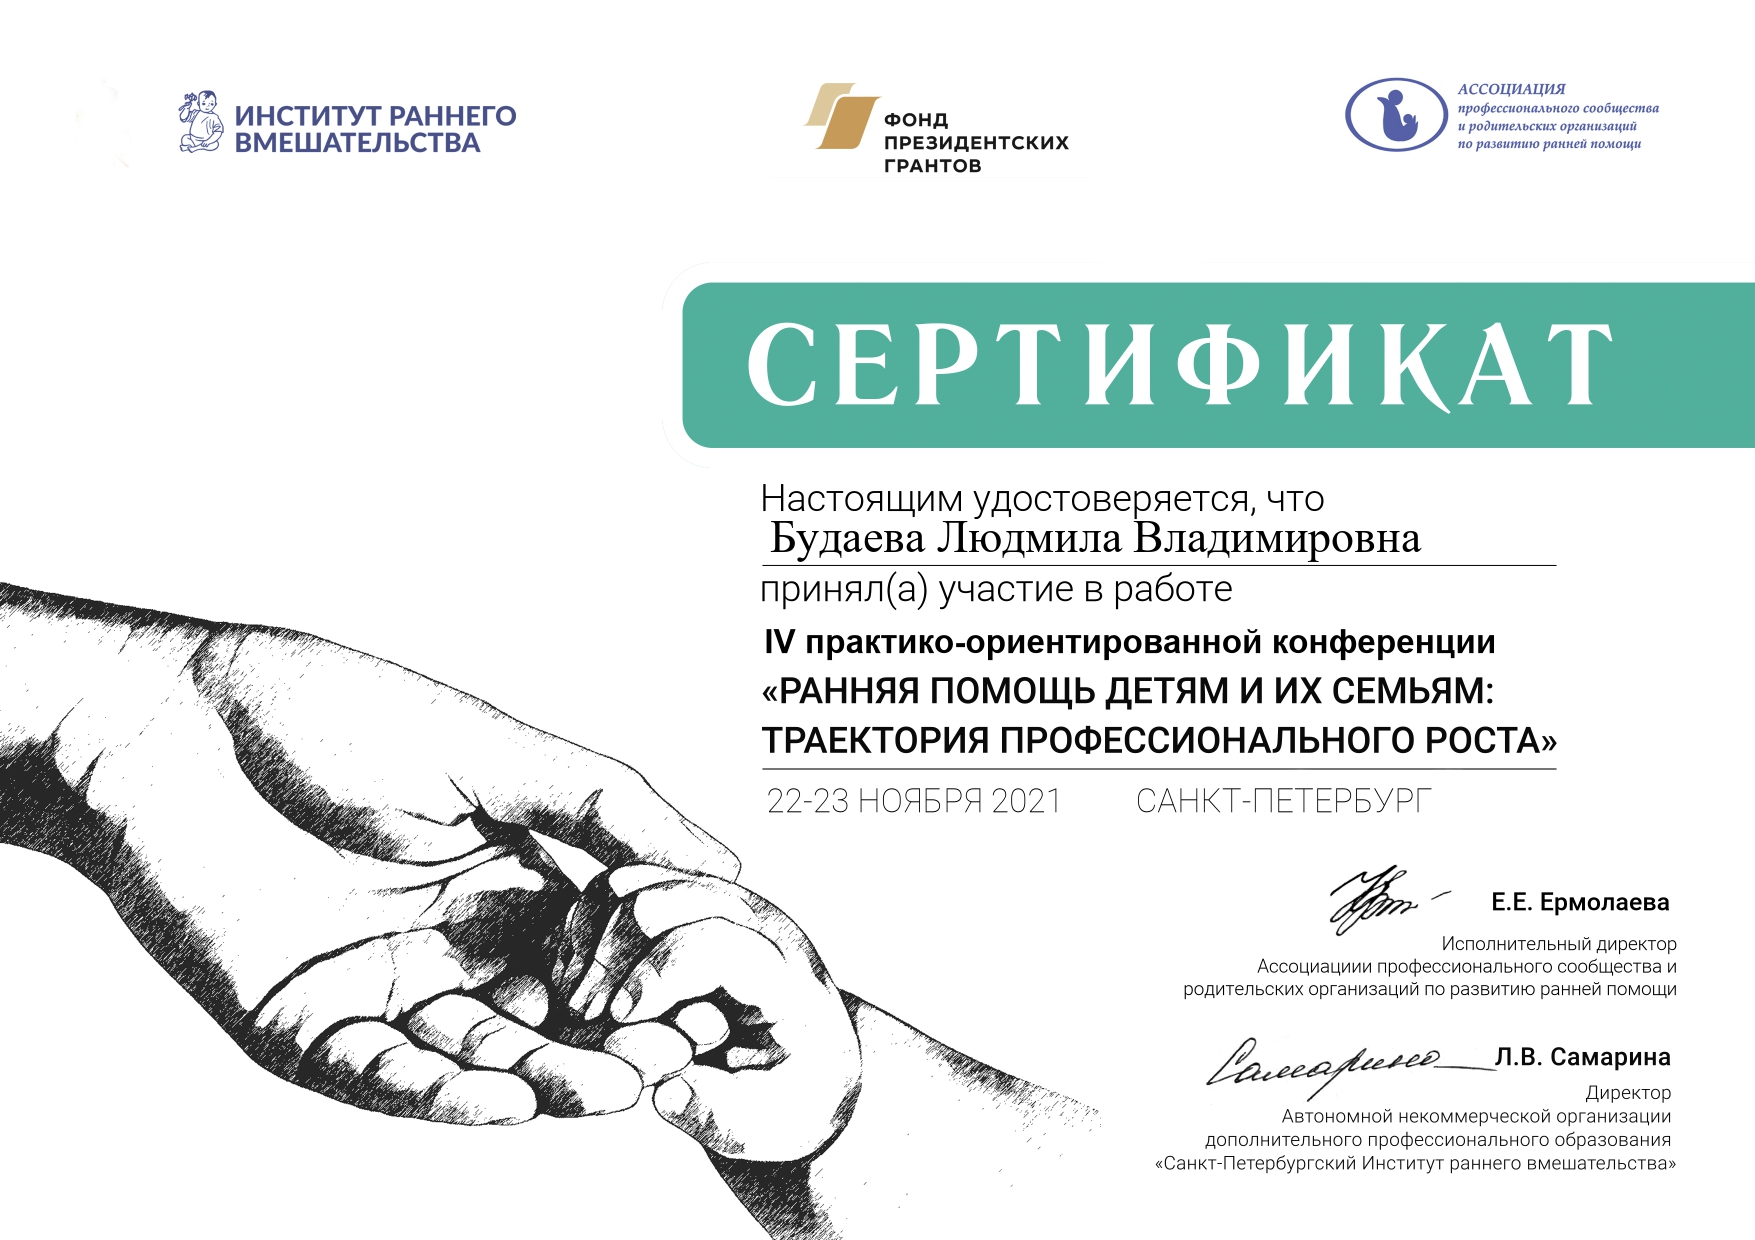 ИНСТИТУТ РАННЕГО
ВМЕШАТЕЛЬСТВА
ФОНД
ПРЕЗИДЕНТСКИХ
ГРАНТОВ
АССОЦИАЦИЯ
профессионального сообщества
и родительских организаций
по развитию ранней помощи
СЕРТИФИКАТ
Настоящим удостоверяется, что
Будаева Людмила Владимировна
принял(а) участие в работе
IV практико-ориентированной конференции
«РАННЯЯ ПОМОЩЬ ДЕТЯМ И ИХ СЕМЬЯМ:
ТРАЕКТОРИЯ ПРОФЕССИОНАЛЬНОГО РОСТА»
22-23 НОЯБРЯ 2021 САНКТ-ПЕТЕРБУРГ
Е.Е. Ермолаева
Исполнительный директор
Ассоциациии профессионального сообщества и
родительских организаций по развитию ранней помощи
Самарина Л.В. Самарина
Директор
Автономной некоммерческой организации
дополнительного профессионального образования
«Санкт-Петербургский Институт раннего вмешательства»